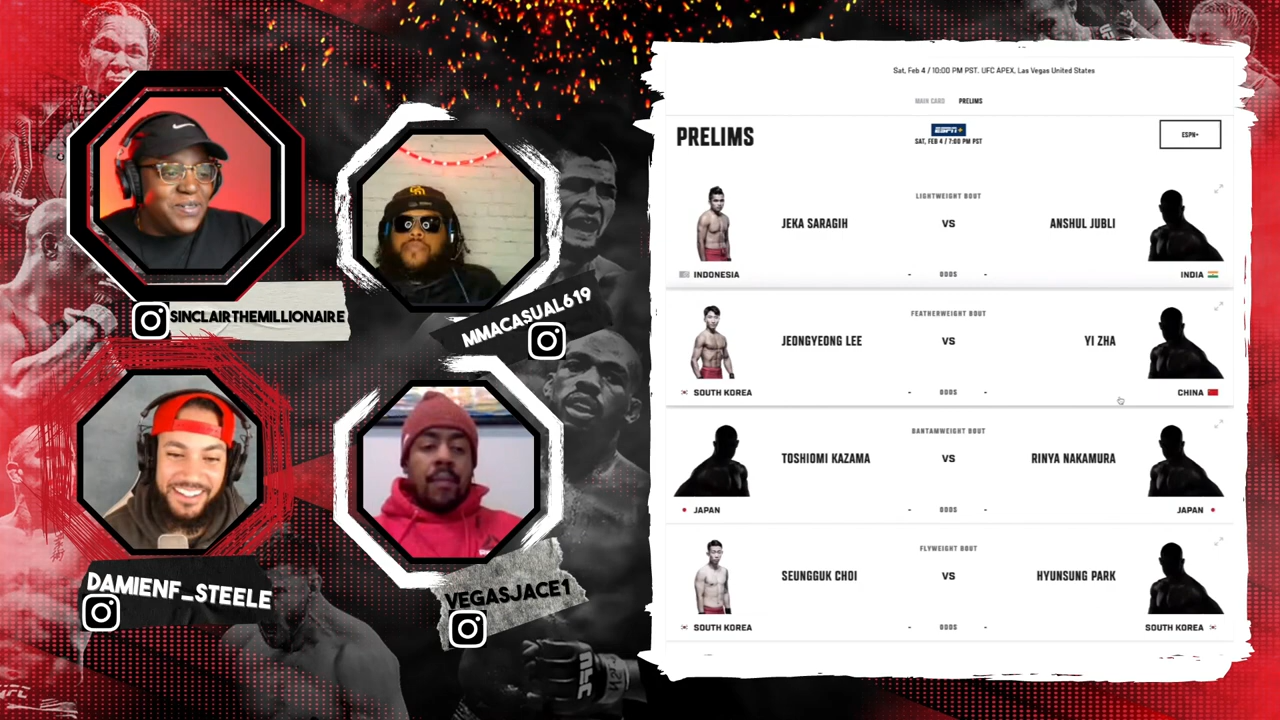 SINCLAIRTHEMILLIONAIRE
MMACASUAL619
DAMIENF_STEELE
VEGASJACE1
Sat, Feb 4 / 10:00 PM PST. UFC APEX, Las Vegas United States
MAIN CARD PRELIMS
PRELIMS
ESPN+
SAT, FEB 4 / 7:00 PM PST
ESPN+
LIGHTWEIGHT BOUT
JEKA SARAGIH VS ANSHUL JUBLI
INDONESIA - ODDS - INDIA
FEATHERWEIGHT BOUT
JEONGYEONG LEE VS YI ZHA
SOUTH KOREA - ODDS - CHINA
BANTAMWEIGHT BOUT
TOSHIOMI KAZAMA VS RINYA NAKAMURA
JAPAN - ODDS - JAPAN
FLYWEIGHT BOUT
SEUNGGUK CHOI VS HYUNSUNG PARK
SOUTH KOREA - ODDS - SOUTH KOREA
UFC
UFC